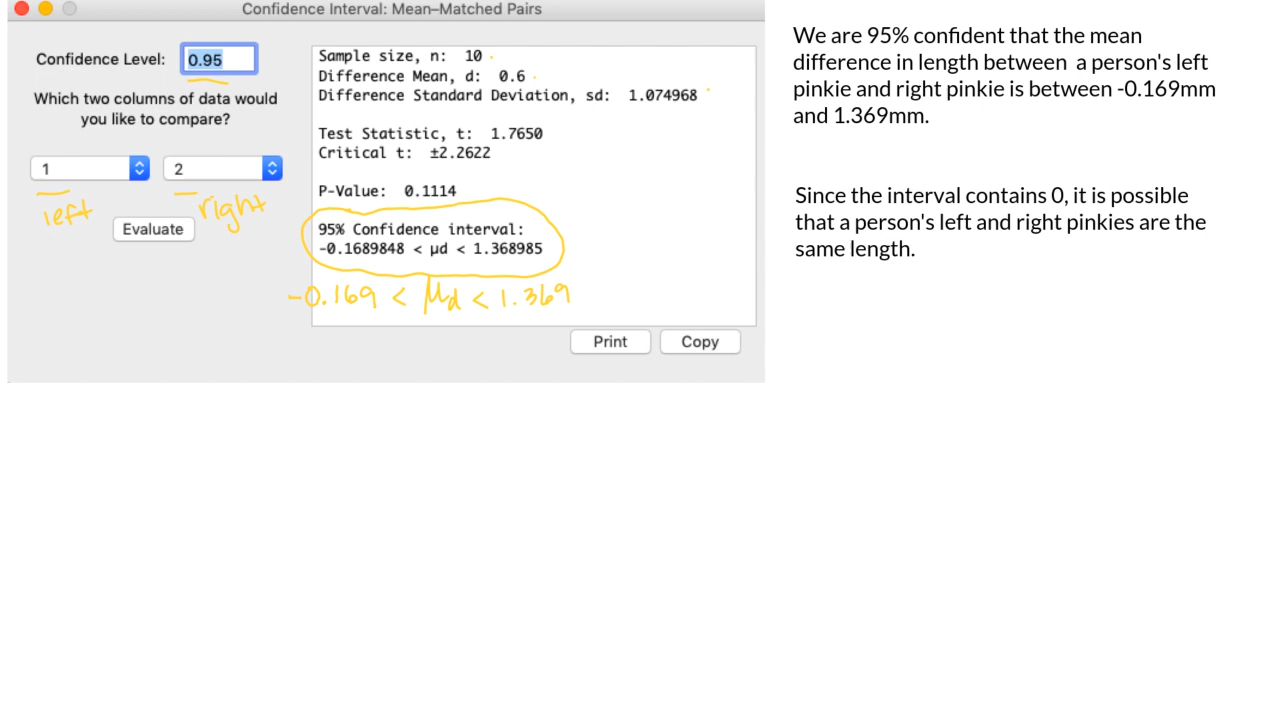 Confidence Interval: Mean–Matched Pairs
Confidence Level: 0.95
Which two columns of data would
you like to compare?
1 2
left right
Evaluate
Sample size, n: 10
Difference Mean, d: 0.6
Difference Standard Deviation, sd: 1.074968
Test Statistic, t: 1.7650
Critical t: ±2.2622
P-Value: 0.1114
95% Confidence interval:
-0.1689848 < µd < 1.368985
-0.169 < µd < 1.369
Print Copy
We are 95% confident that the mean
difference in length between a person's left
pinkie and right pinkie is between -0.169mm
and 1.369mm.
Since the interval contains 0, it is possible
that a person's left and right pinkies are the
same length.